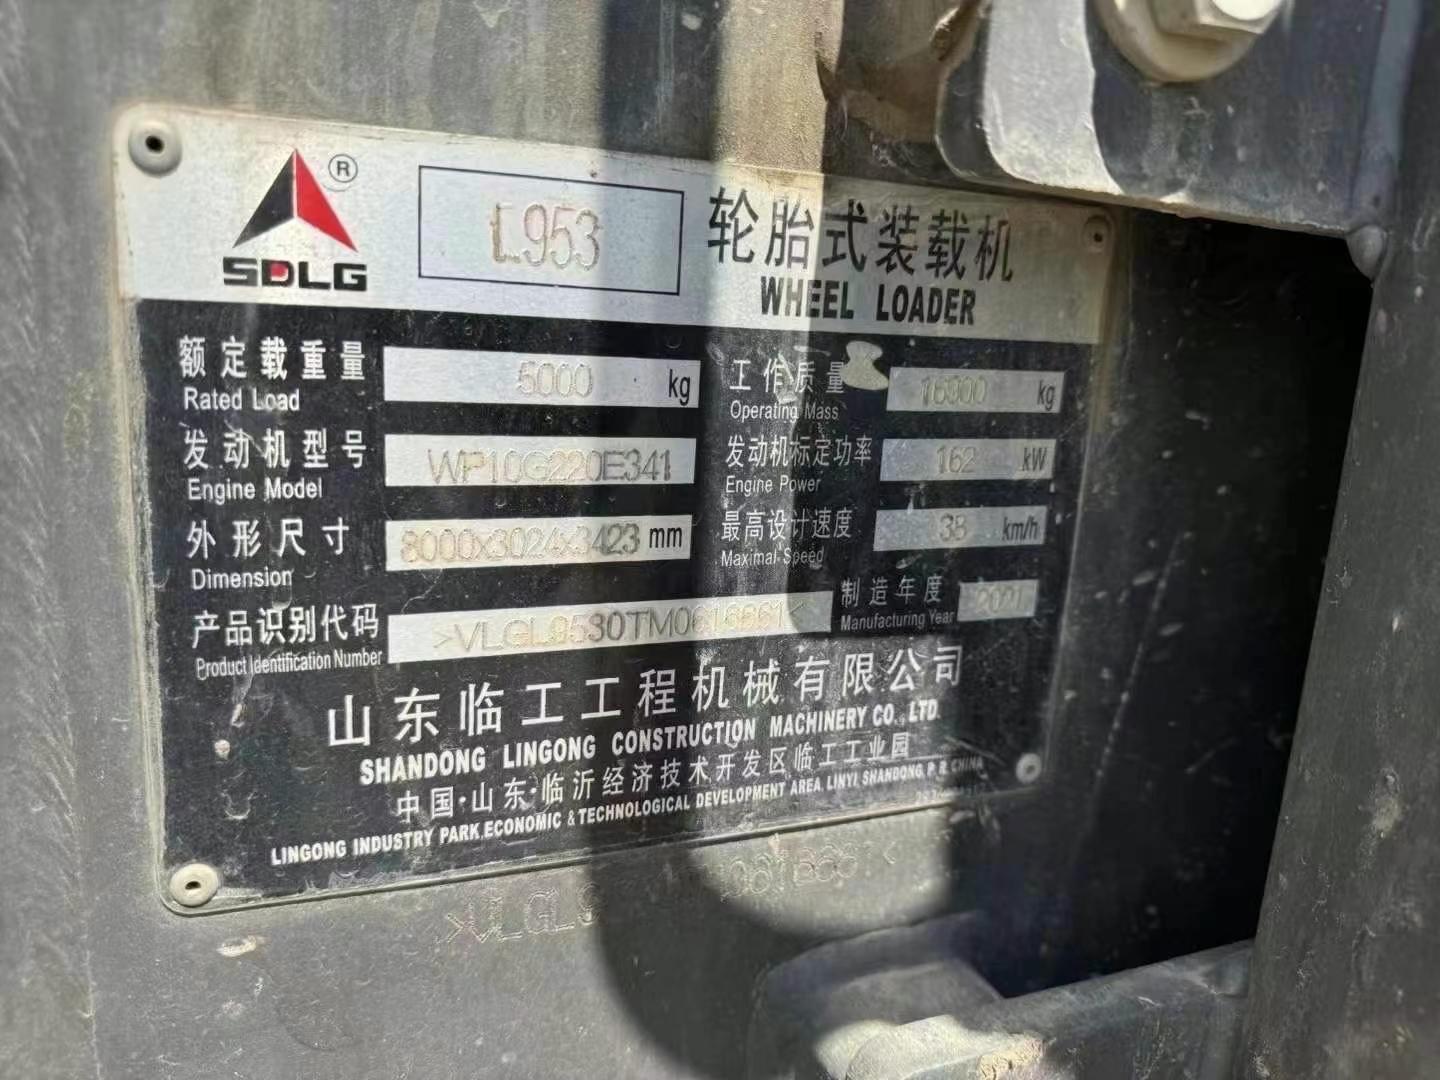 SDLG ®
L953
轮胎式装载机
WHEEL LOADER
额定载重量 5000 kg
Rated Load
工作质量 kg
Operating Mass
发动机型号 WP10G220E341
Engine Model
发动机标定功率 162 kW
Engine Power
外形尺寸 8000x3024x3423 mm
Dimension
最高设计速度 38 km/h
Maximal Speed
产品识别代码
Product Identification Number
制造年度 2021
Manufacturing Year
山东临工工程机械有限公司
SHANDONG LINGONG CONSTRUCTION MACHINERY CO., LTD.
中国·山东·临沂经济技术开发区临工工业园
LINGONG INDUSTRY PARK,ECONOMIC & TECHNOLOGICAL DEVELOPMENT AREA, LINYI, SHANDONG, P. R. CHINA